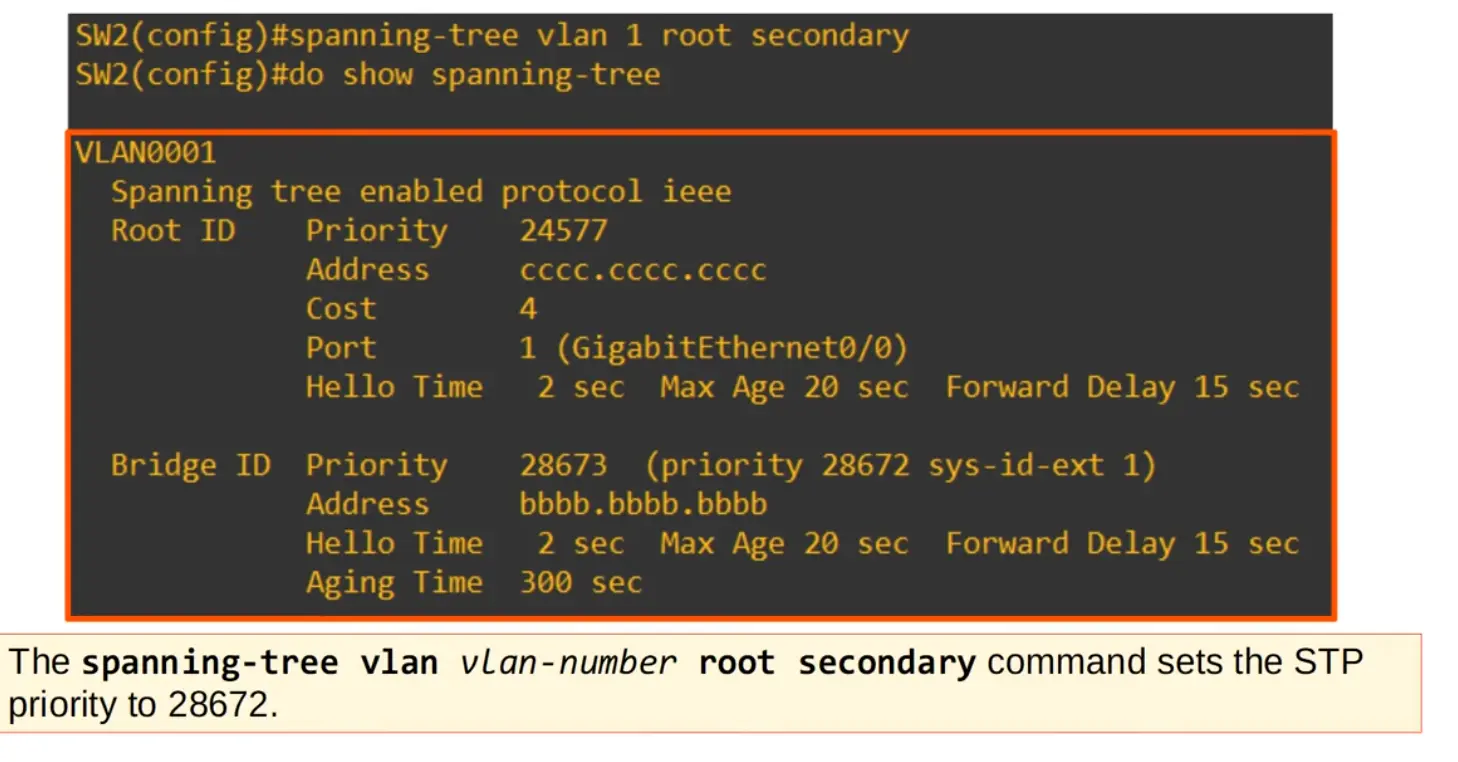 SW2(config)#spanning-tree vlan 1 root secondary
SW2(config)#do show spanning-tree
VLAN0001
Spanning tree enabled protocol ieee
Root ID Priority 24577
Address cccc.cccc.cccc
Cost 4
Port 1 (GigabitEthernet0/0)
Hello Time 2 sec Max Age 20 sec Forward Delay 15 sec
Bridge ID Priority 28673 (priority 28672 sys-id-ext 1)
Address bbbb.bbbb.bbbb
Hello Time 2 sec Max Age 20 sec Forward Delay 15 sec
Aging Time 300 sec
The spanning-tree vlan vlan-number root secondary command sets the STP
priority to 28672.